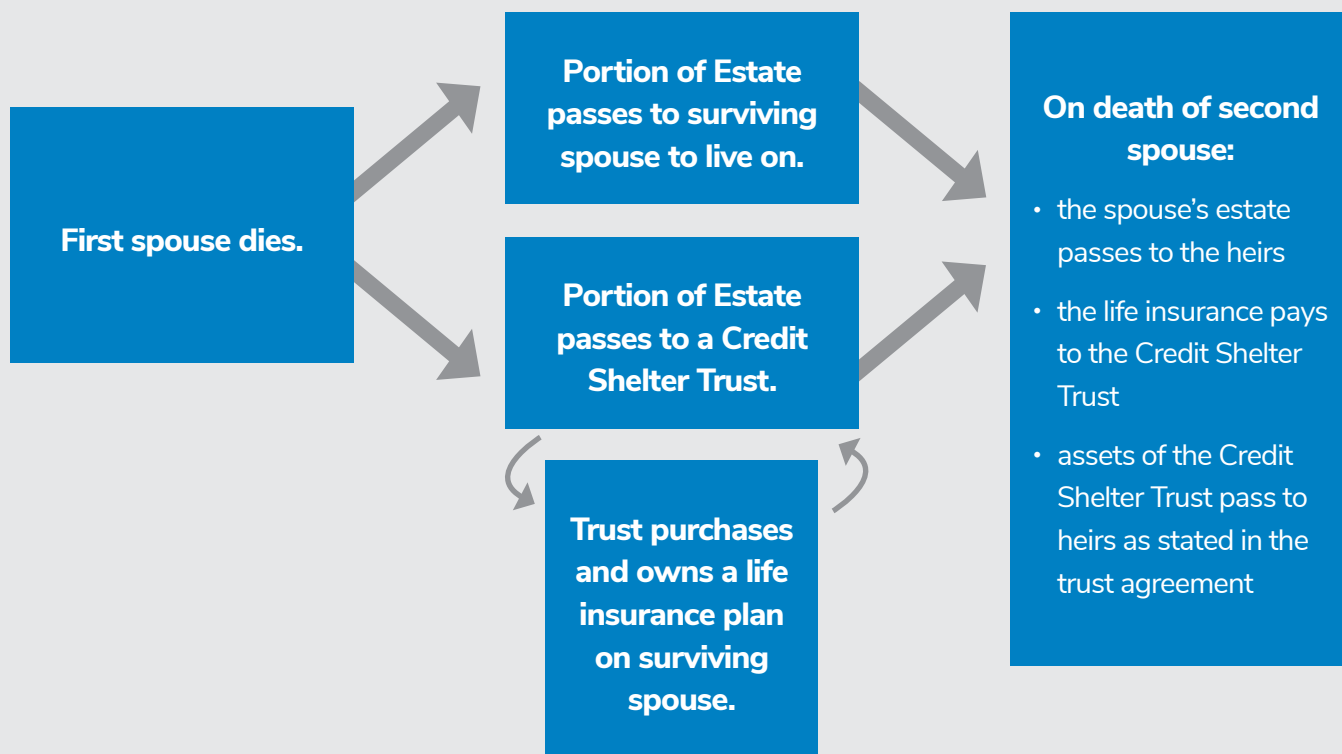 First spouse dies.
Portion of Estate
passes to surviving
spouse to live on.
Portion of Estate
passes to a Credit
Shelter Trust.
Trust purchases
and owns a life
insurance plan
on surviving
spouse.
On death of second
spouse:
• the spouse’s estate
passes to the heirs
• the life insurance pays
to the Credit Shelter
Trust
• assets of the Credit
Shelter Trust pass to
heirs as stated in the
trust agreement